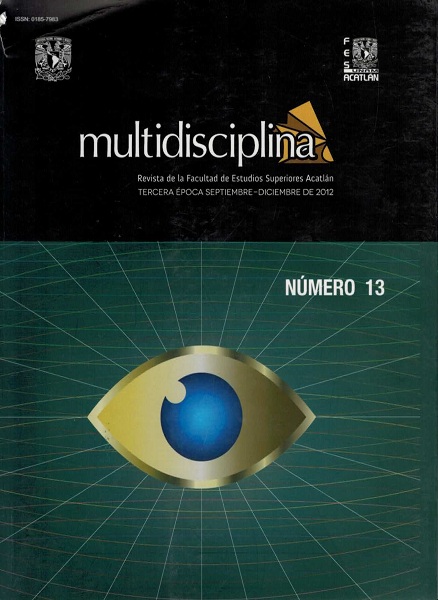 ISSN: 0185-7983
F
E
S
UNAM
ACATLÁN
multidisciplina
Revista de la Facultad de Estudios Superiores Acatlán
TERCERA ÉPOCA SEPTIEMBRE-DICIEMBRE DE 2012
NÚMERO 13